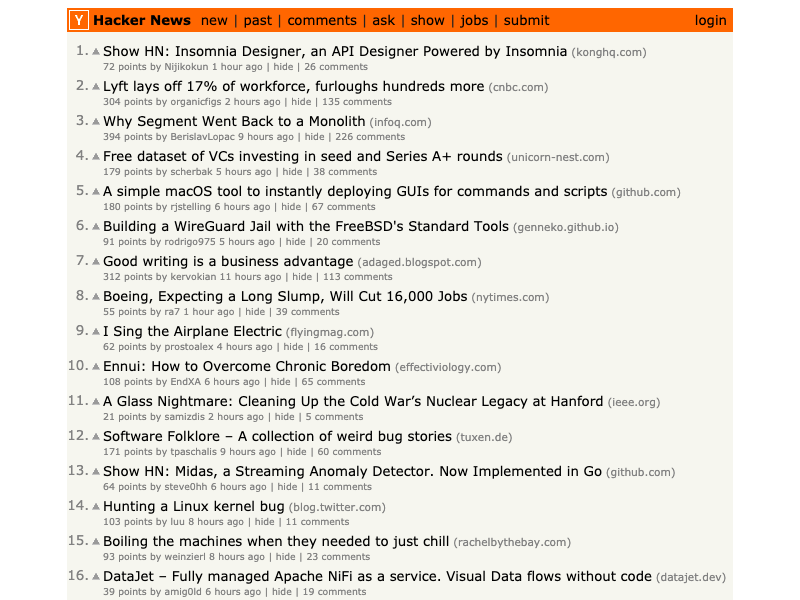 Y Hacker News new | past | comments | ask | show | jobs | submit login
1. Show HN: Insomnia Designer, an API Designer Powered by Insomnia (konghq.com)
72 points by Nijikokun 1 hour ago | hide | 26 comments
2. Lyft lays off 17% of workforce, furloughs hundreds more (cnbc.com)
304 points by organicfigs 2 hours ago | hide | 135 comments
3. Why Segment Went Back to a Monolith (infoq.com)
394 points by BerislavLopac 9 hours ago | hide | 226 comments
4. Free dataset of VCs investing in seed and Series A+ rounds (unicorn-nest.com)
179 points by scherbak 5 hours ago | hide | 38 comments
5. A simple macOS tool to instantly deploying GUIs for commands and scripts (github.com)
180 points by rjstelling 6 hours ago | hide | 67 comments
6. Building a WireGuard Jail with the FreeBSD's Standard Tools (genneko.github.io)
91 points by rodrigo975 5 hours ago | hide | 20 comments
7. Good writing is a business advantage (adaged.blogspot.com)
312 points by kervokian 11 hours ago | hide | 113 comments
8. Boeing, Expecting a Long Slump, Will Cut 16,000 Jobs (nytimes.com)
55 points by ra7 1 hour ago | hide | 39 comments
9. I Sing the Airplane Electric (flyingmag.com)
62 points by prostoalex 4 hours ago | hide | 16 comments
10. Ennui: How to Overcome Chronic Boredom (effectiviology.com)
108 points by EndXA 6 hours ago | hide | 65 comments
11. A Glass Nightmare: Cleaning Up the Cold War’s Nuclear Legacy at Hanford (ieee.org)
21 points by samizdis 2 hours ago | hide | 5 comments
12. Software Folklore – A collection of weird bug stories (tuxen.de)
171 points by tpaschalis 9 hours ago | hide | 60 comments
13. Show HN: Midas, a Streaming Anomaly Detector. Now Implemented in Go (github.com)
64 points by steve0hh 6 hours ago | hide | 11 comments
14. Hunting a Linux kernel bug (blog.twitter.com)
103 points by luu 8 hours ago | hide | 11 comments
15. Boiling the machines when they needed to just chill (rachelbythebay.com)
93 points by weinzierl 8 hours ago | hide | 23 comments
16. DataJet – Fully managed Apache NiFi as a service. Visual Data flows without code (datajet.dev)
39 points by amig0ld 6 hours ago | hide | 19 comments